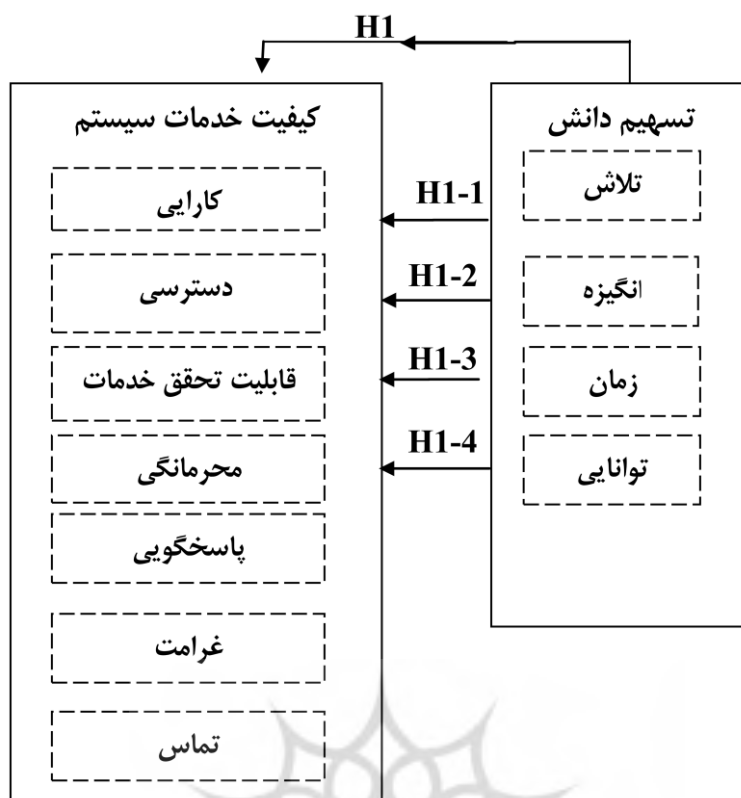 H1
تسهیم دانش
تلاش
انگیزه
زمان
توانایی
H1-1
H1-2
H1-3
H1-4
کیفیت خدمات سیستم
کارایی
دسترسی
قابلیت تحقق خدمات
محرمانگی
پاسخگویی
غرامت
تماس